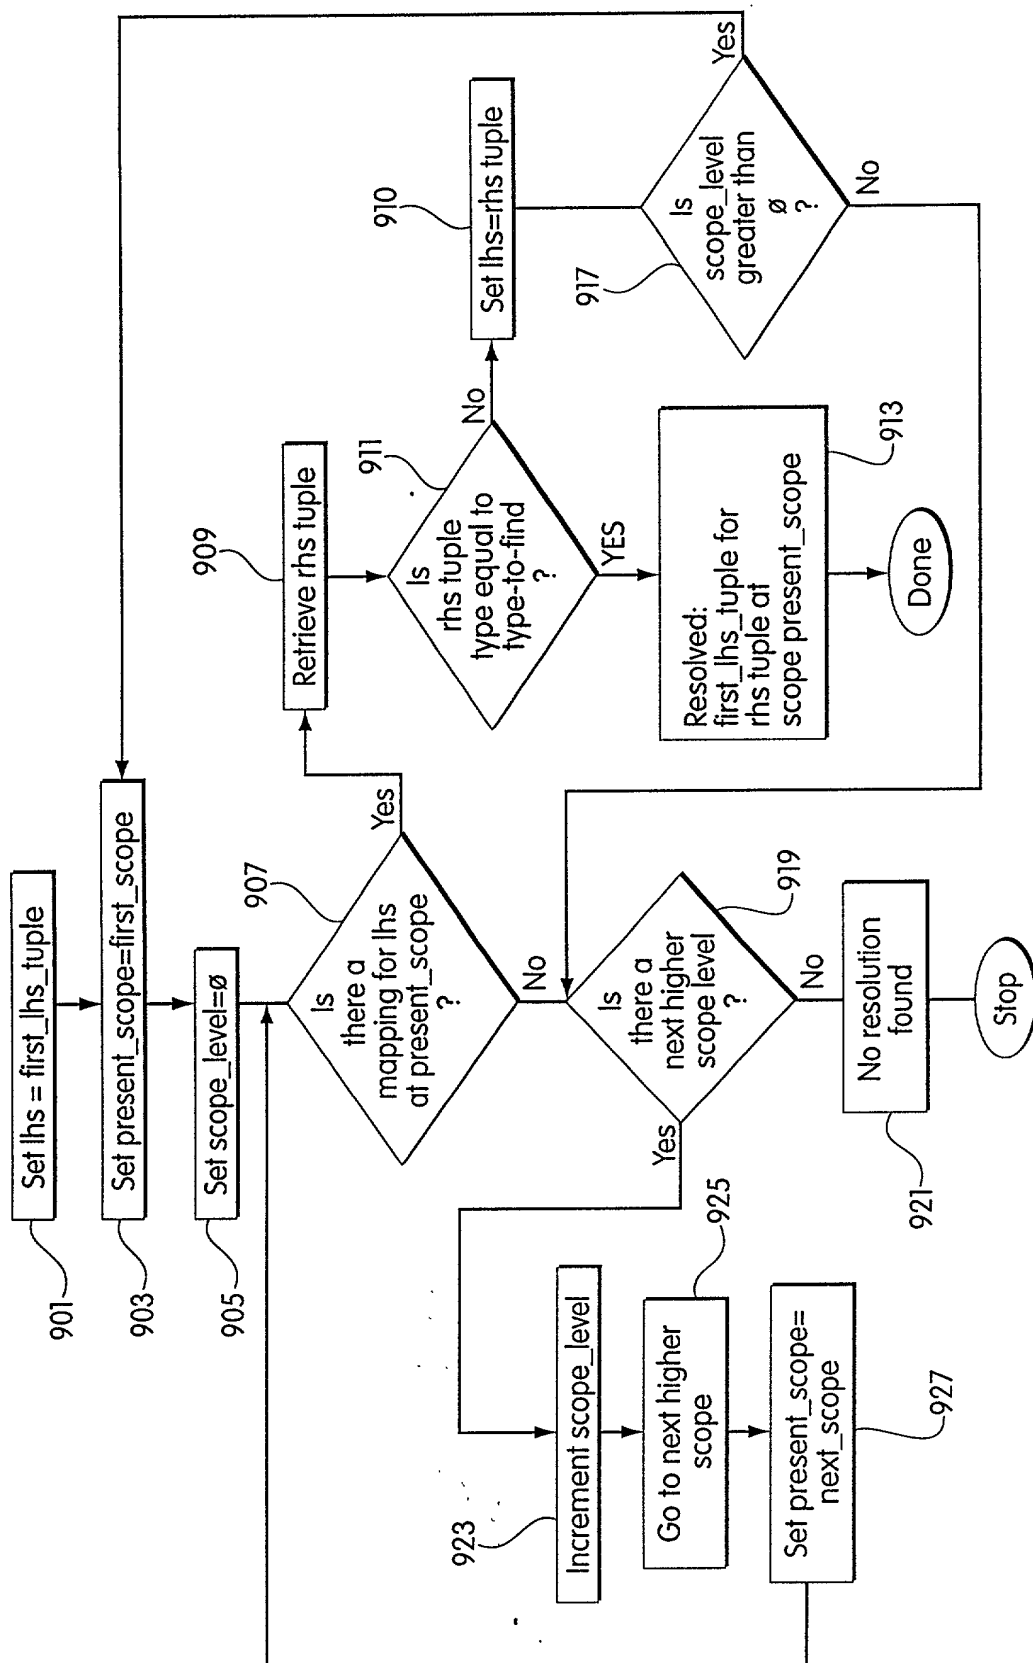 901
Set lhs = first_lhs_tuple
903
Set present_scope=first_scope
905
Set scope_level=ø
907
Is
there a
mapping for lhs
at present_scope
?
Yes
No
909
Retrieve rhs tuple
911
Is
rhs tuple
type equal to
type-to-find
?
No
YES
910
Set lhs=rhs tuple
917
Is
scope_level
greater than
ø
?
Yes
No
Resolved:
first_lhs_tuple for
rhs tuple at
scope present_scope
913
Done
919
Is
there a
next higher
scope level
?
Yes
No
921
No resolution
found
Stop
923
Increment scope_level
925
Go to next higher
scope
Set present_scope=
next_scope
927